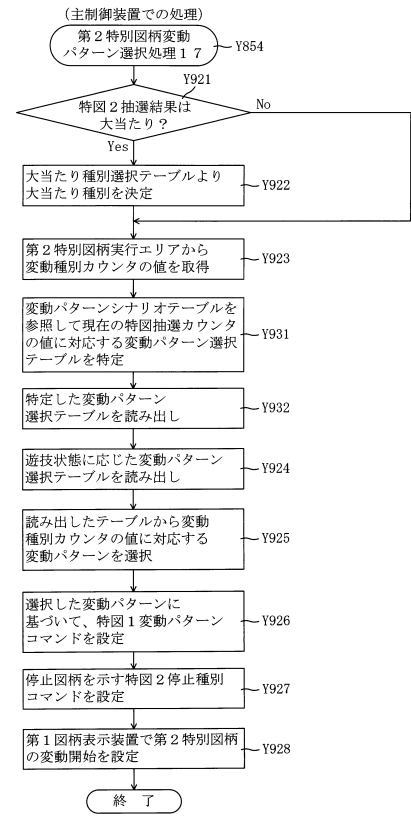 （主制御装置での処理）
第２特別図柄変動
パターン選択処理１７
Y854
Y921
特図２抽選結果は
大当たり？
No
Yes
大当たり種別選択テーブルより
大当たり種別を決定
Y922
第２特別図柄実行エリアから
変動種別カウンタの値を取得
Y923
変動パターンシナリオテーブルを
参照して現在の特図抽選カウンタ
の値に対応する変動パターン選択
テーブルを特定
Y931
特定した変動パターン
選択テーブルを読み出し
Y932
遊技状態に応じた変動パターン
選択テーブルを読み出し
Y924
読み出したテーブルから変動
種別カウンタの値に対応する
変動パターンを選択
Y925
選択した変動パターンに
基づいて、特図１変動パターン
コマンドを設定
Y926
停止図柄を示す特図２停止種別
コマンドを設定
Y927
第１図柄表示装置で第２特別図柄
の変動開始を設定
Y928
終　了